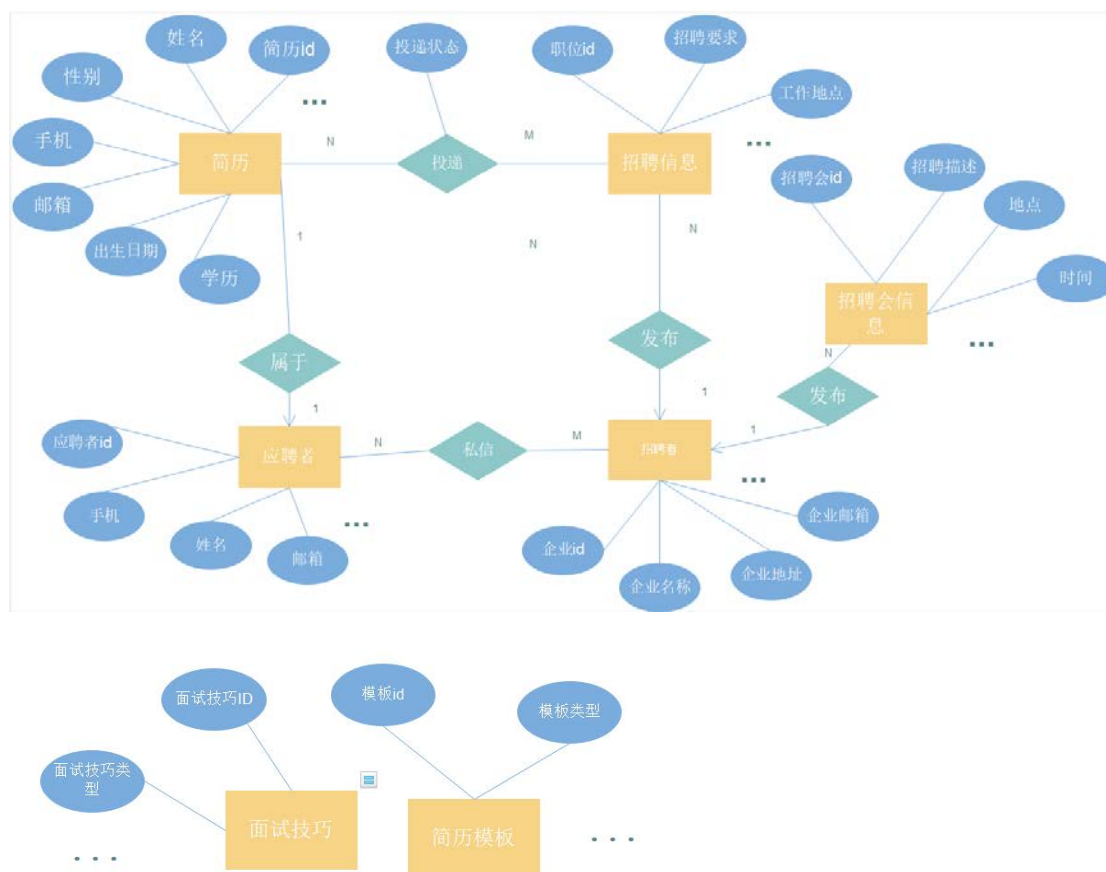 姓名
简历id
投递状态
职位id
招聘要求
性别
工作地点
...
手机
简历
N
投递
M
招聘信息
...
招聘会id
招聘描述
邮箱
地点
出生日期
学历
1
N
N
时间
招聘会信
息
...
属于
发布
N
发布
1
1
1
应聘者id
应聘者
N
私信
M
招聘者
...
手机
姓名
邮箱
...
企业id
企业名称
企业地址
企业邮箱
面试技巧ID
模板id
模板类型
面试技巧类
型
面试技巧
简历模板
...
...